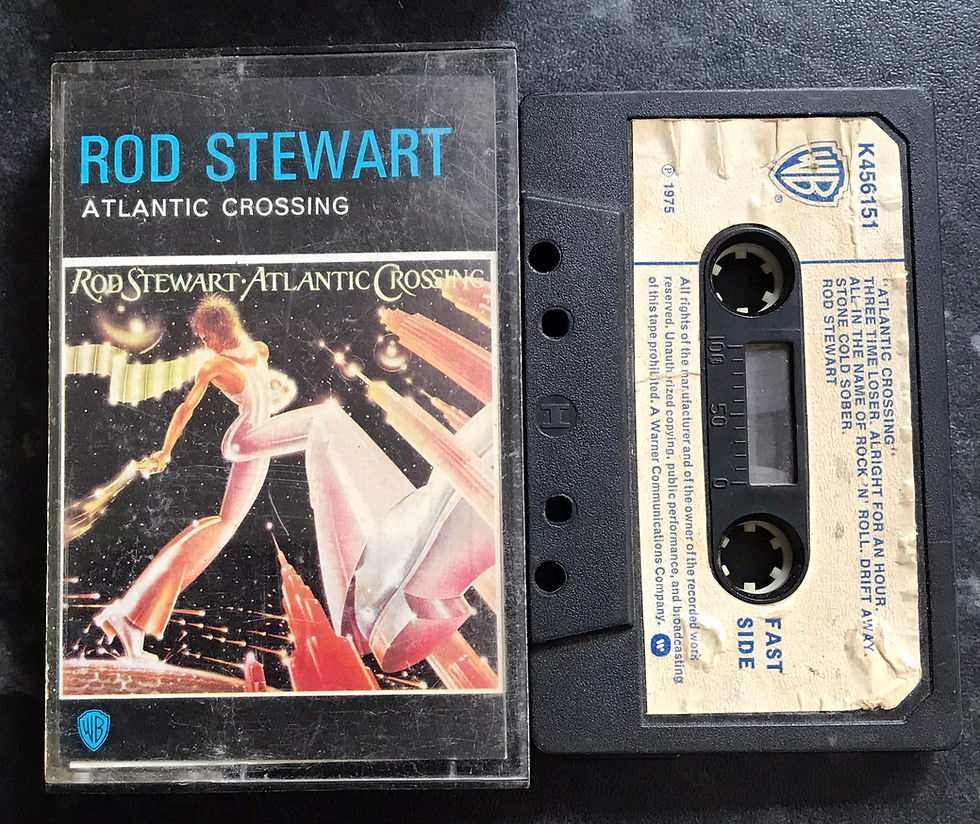 ROD STEWART
ATLANTIC CROSSING
ROD STEWART · ATLANTIC CROSSING
WB
K456151
WB
®
℗ 1975
"ATLANTIC CROSSING":
THREE TIME LOSER. ALRIGHT FOR AN HOUR.
ALL IN THE NAME OF ROCK 'N' ROLL. DRIFT AWAY.
STONE COLD SOBER.
ROD STEWART
100 50 0
H
FAST
SIDE
All rights of the manufacturer and of the owner of the recorded work
reserved. Unauth rized copying, public performance, and broadcasting
of this tape prohibited. A Warner Communications Company.